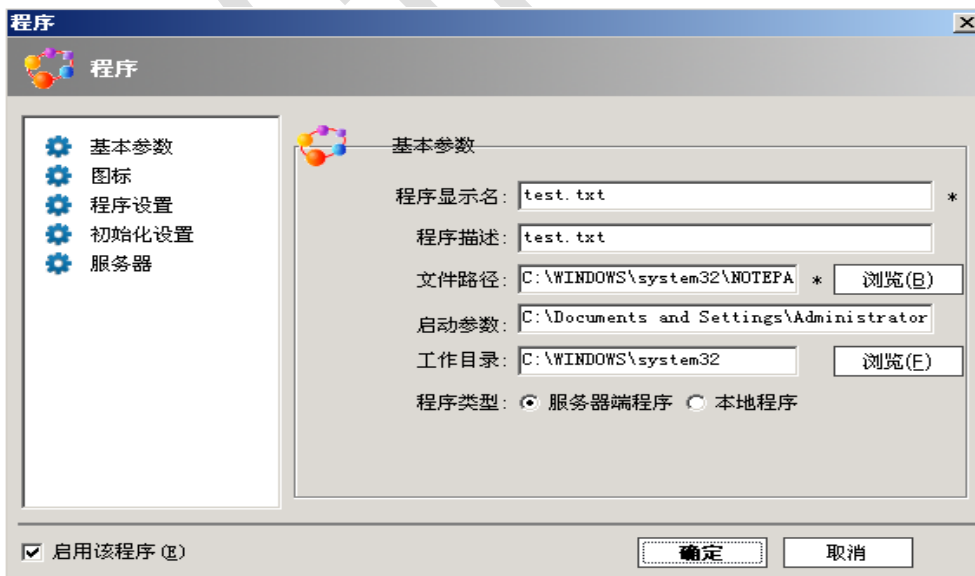 程序
程序
基本参数
图标
程序设置
初始化设置
服务器
基本参数
程序显示名: test.txt *
程序描述: test.txt
文件路径: C:\WINDOWS\system32\NOTEPA * 浏览(B)
启动参数: C:\Documents and Settings\Administrator
工作目录: C:\WINDOWS\system32 浏览(F)
程序类型: 服务器端程序 本地程序
启用该程序(E) 确定 取消